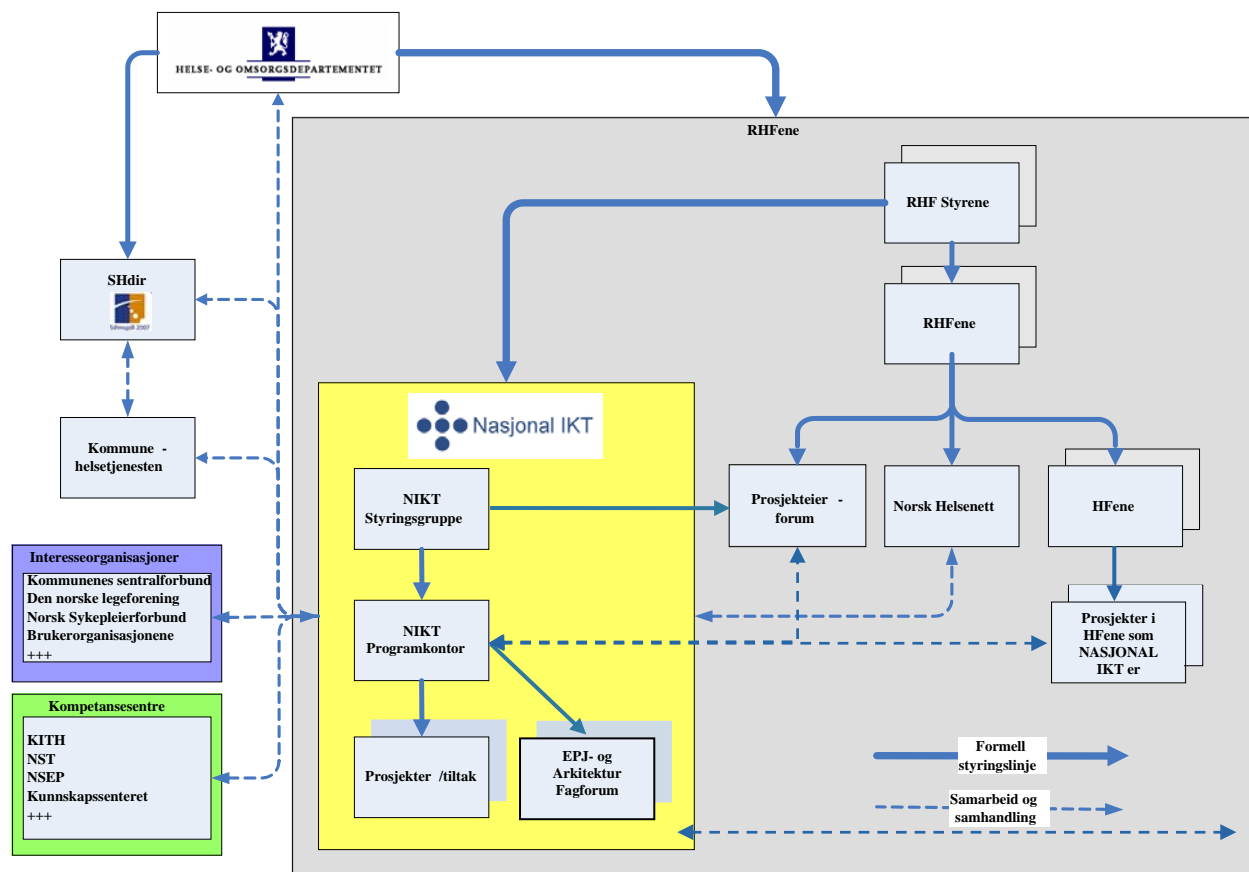 HELSE- OG OMSORGSDEPARTEMENTET
RHFene
RHF Styrene
SHdir
RHFene
Nasjonal IKT
Kommune -
helsetjenesten
NIKT
Styringsgruppe
Prosjekteier -
forum
Norsk Helsenett
HFene
Interesseorganisasjoner
Kommunenes sentralforbund
Den norske legeforening
Norsk Sykepleierforbund
Brukerorganisasjonene
+++
NIKT
Programkontor
Prosjekter i
HFene som
NASJONAL
IKT er
Kompetansesentre
KITH
NST
NSEP
Kunnskapssenteret
+++
Prosjekter /tiltak
EPJ- og
Arkitektur
Fagforum
Formell
styringslinje
Samarbeid og
samhandling